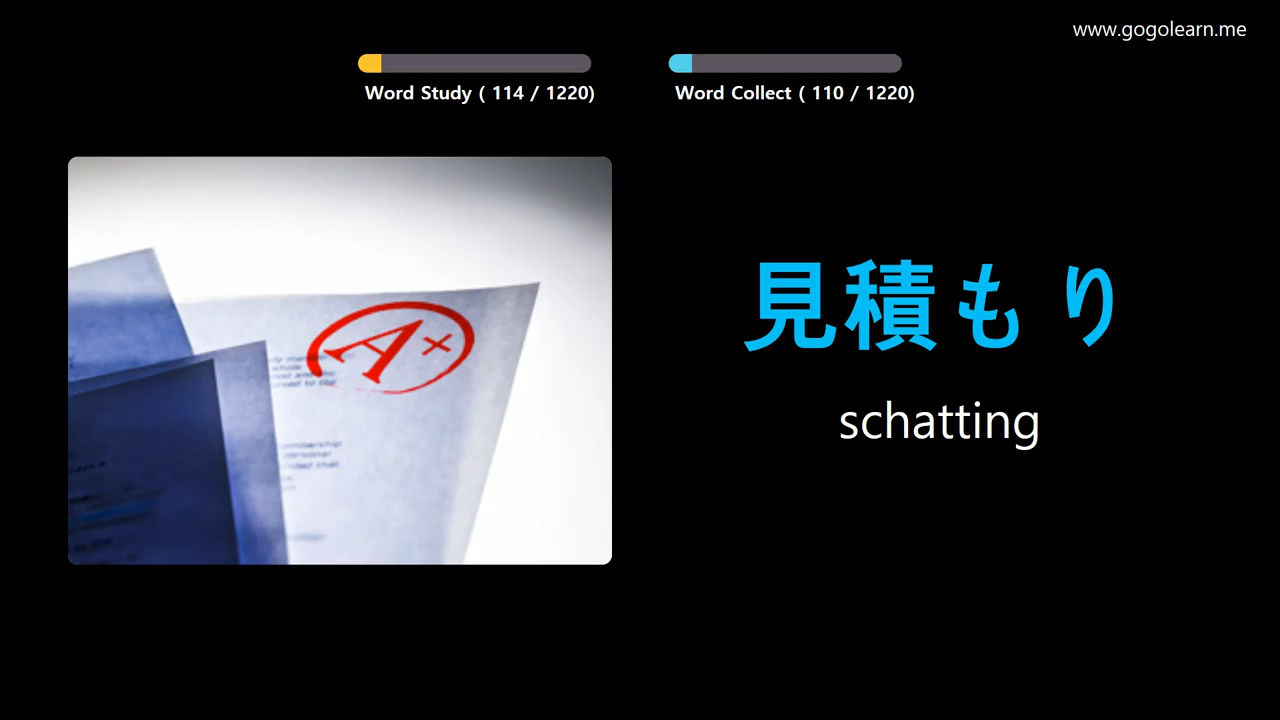 www.gogolearn.me
Word Study ( 114 / 1220)
Word Collect ( 110 / 1220)
A+
見積もり
schatting